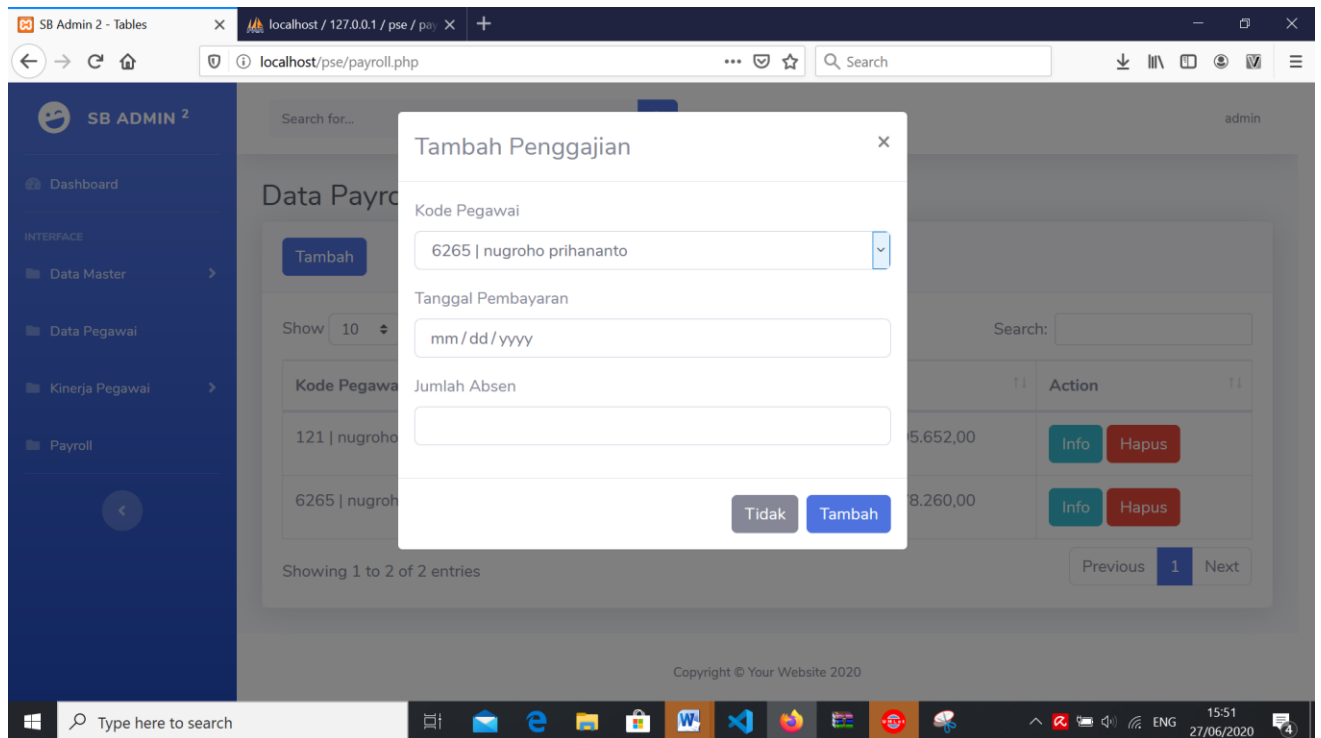 SB Admin 2 - Tables
localhost / 127.0.0.1 / pse / pay
localhost/pse/payroll.php
Search
SB ADMIN 2
Search for...
admin
Dashboard
INTERFACE
Data Master
Data Pegawai
Kinerja Pegawai
Payroll
Data Payro
Tambah
Show 10
Search:
Kode Pegawa
Action
121 | nugroho
5.652,00
Info Hapus
6265 | nugroh
8.260,00
Info Hapus
Showing 1 to 2 of 2 entries
Previous 1 Next
Tambah Penggajian
×
Kode Pegawai
6265 | nugroho prihananto
Tanggal Pembayaran
mm / dd / yyyy
Jumlah Absen
Tidak Tambah
Copyright © Your Website 2020
Type here to search
ENG
15:51
27/06/2020
4